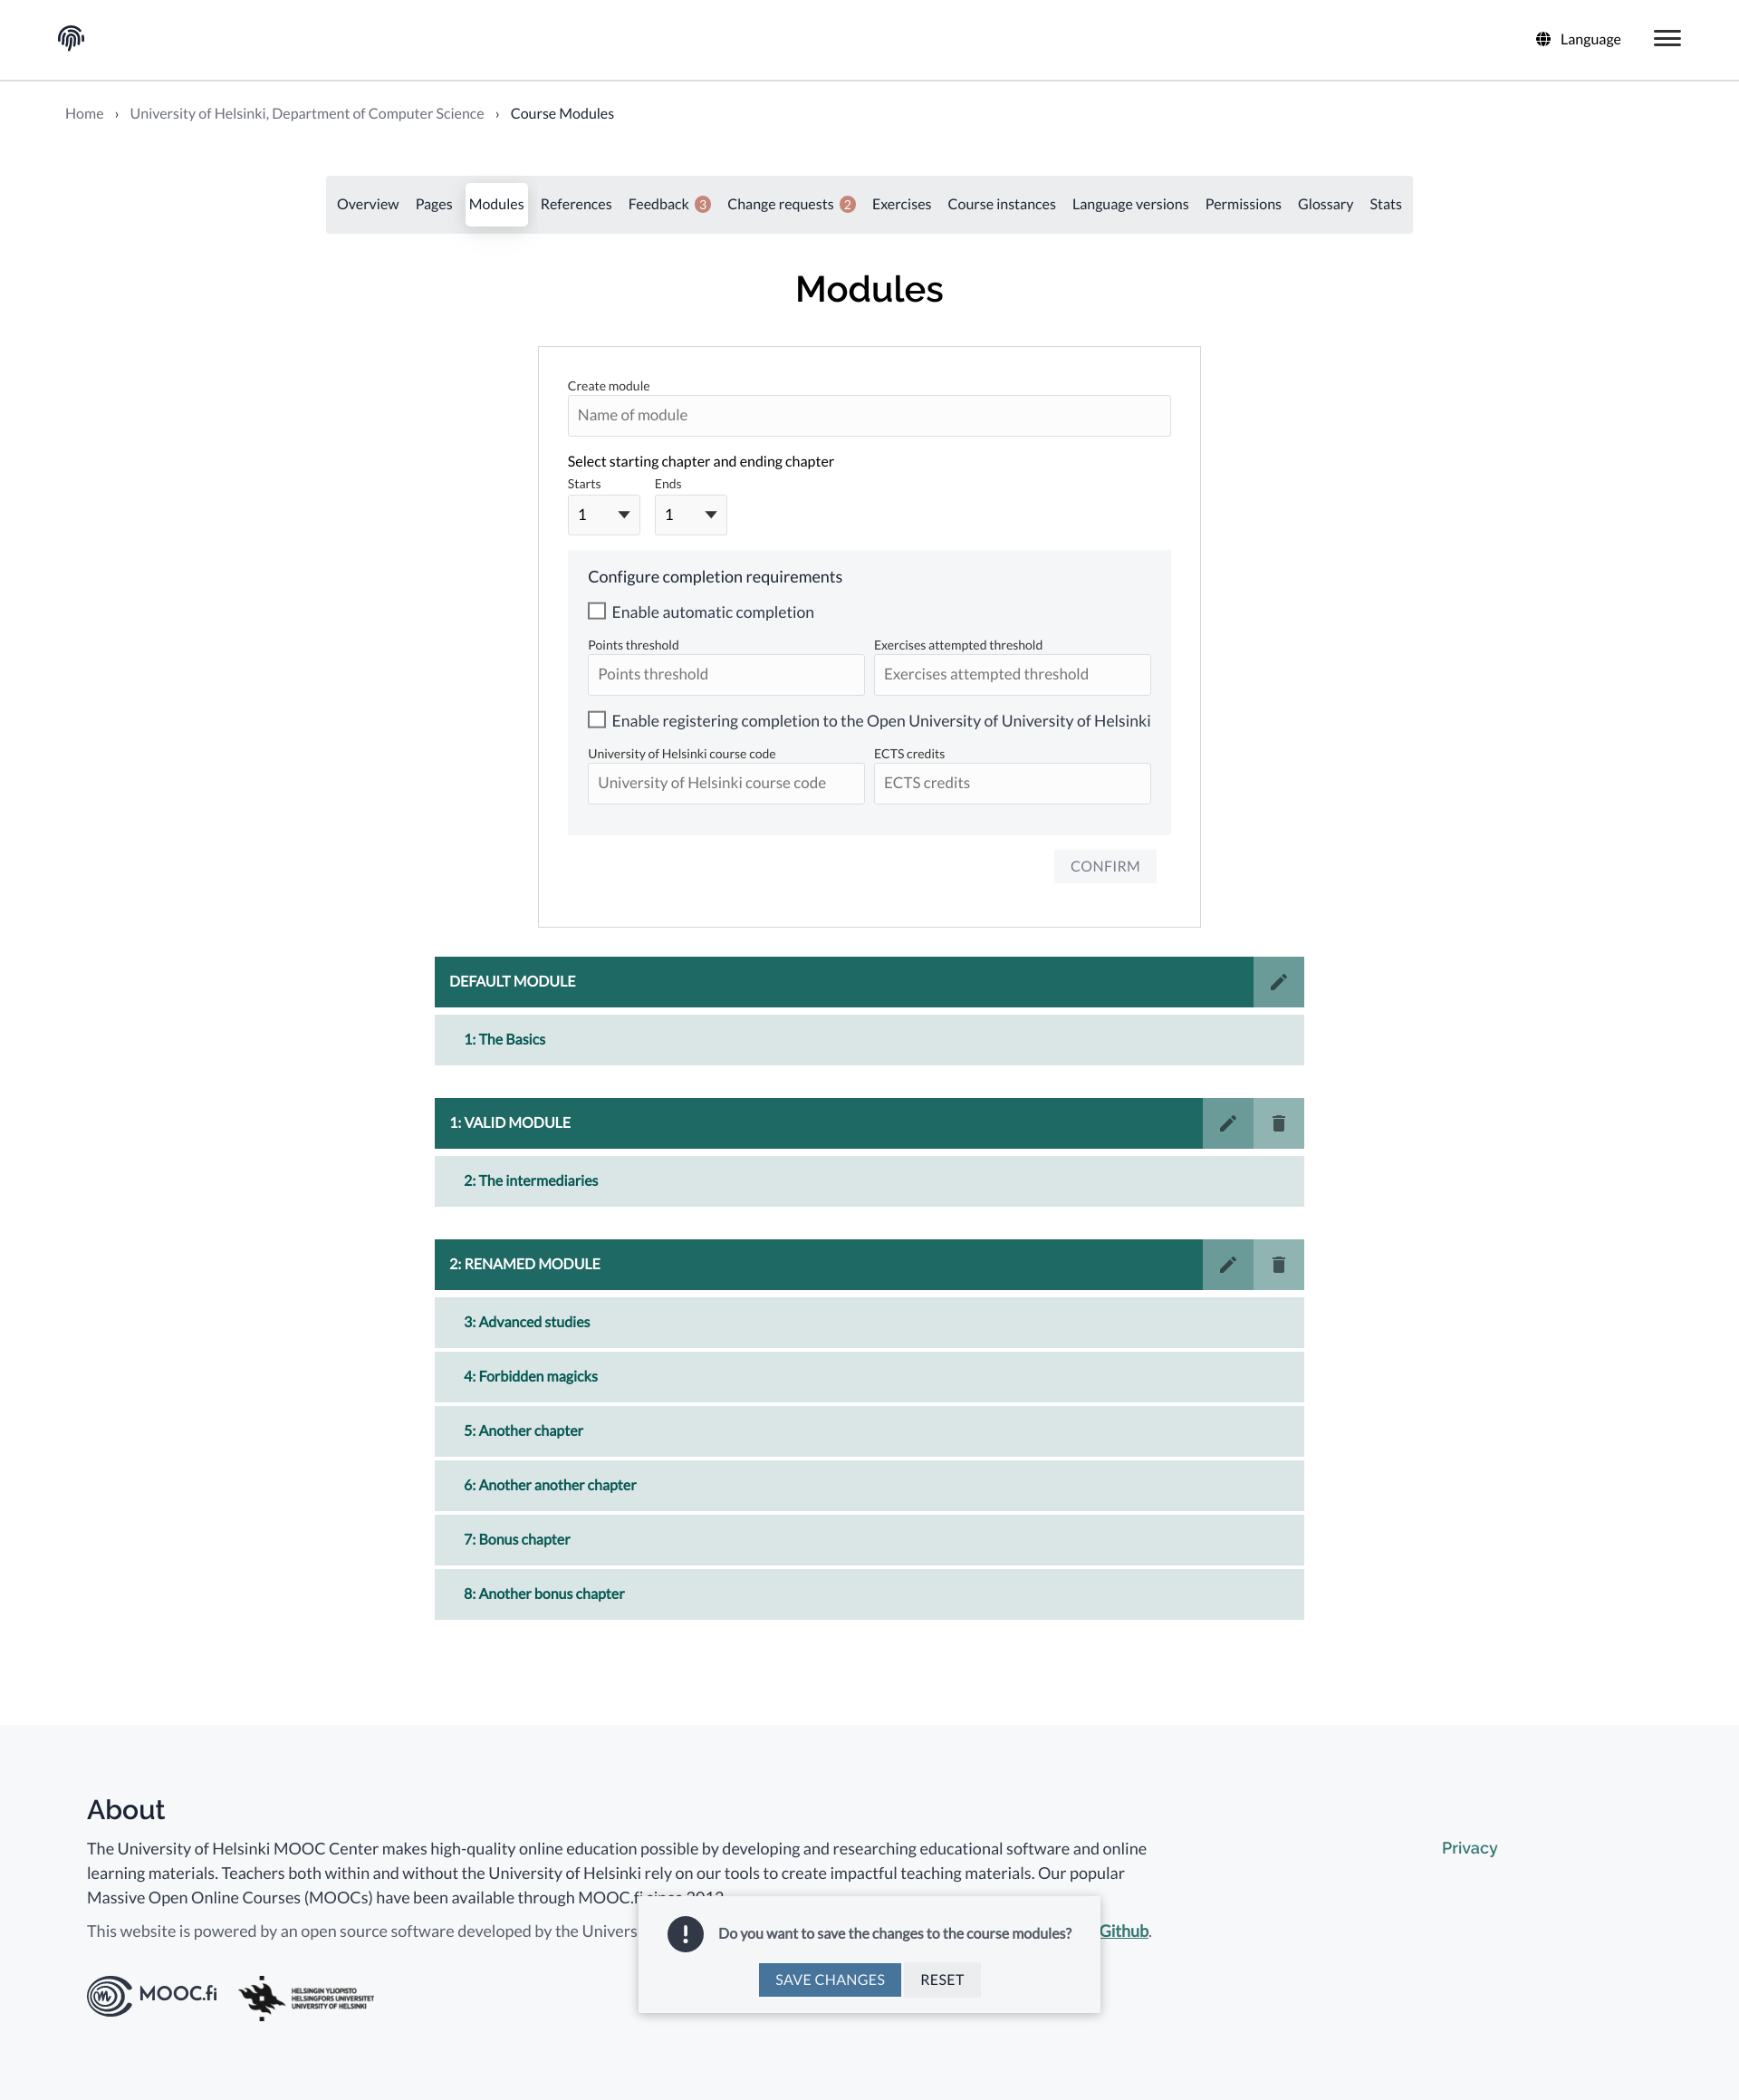 Language
Home › University of Helsinki, Department of Computer Science › Course Modules
Overview Pages Modules References Feedback 3 Change requests 2 Exercises Course instances Language versions Permissions Glossary Stats
Modules
Create module
Name of module
Select starting chapter and ending chapter
Starts Ends
1 1
Configure completion requirements
Enable automatic completion
Points threshold Exercises attempted threshold
Points threshold Exercises attempted threshold
Enable registering completion to the Open University of University of Helsinki
University of Helsinki course code ECTS credits
University of Helsinki course code ECTS credits
CONFIRM
DEFAULT MODULE
1: The Basics
1: VALID MODULE
2: The intermediaries
2: RENAMED MODULE
3: Advanced studies
4: Forbidden magicks
5: Another chapter
6: Another another chapter
7: Bonus chapter
8: Another bonus chapter
About
The University of Helsinki MOOC Center makes high-quality online education possible by developing and researching educational software and online
learning materials. Teachers both within and without the University of Helsinki rely on our tools to create impactful teaching materials. Our popular
Massive Open Online Courses (MOOCs) have been available through MOOC.fi
Privacy
This website is powered by an open source software developed by the Univers
Github.
Do you want to save the changes to the course modules?
SAVE CHANGES RESET
MOOC.fi
HELSINGIN YLIOPISTO
HELSINGFORS UNIVERSITET
UNIVERSITY OF HELSINKI